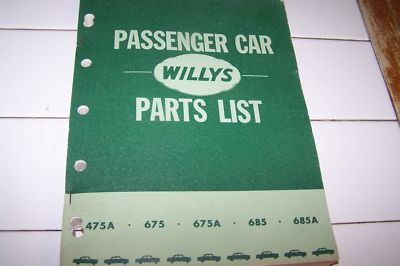 PASSENGER CAR
WILLYS
PARTS LIST
475A · 675 · 675A · 685 · 685A